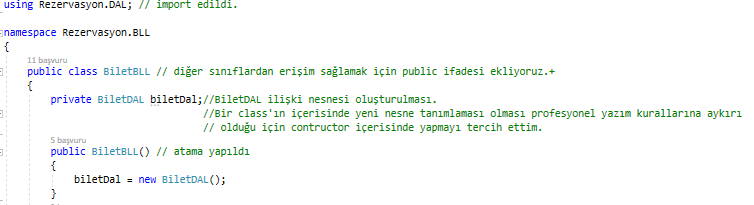 using Rezervasyon.DAL; // import edildi.
namespace Rezervasyon.BLL
{
11 başvuru
public class BiletBLL // diğer sınıflardan erişim sağlamak için public ifadesi ekliyoruz.+
{
private BiletDAL biletDal;//BiletDAL ilişki nesnesi oluşturulması.
//Bir class'ın içerisinde yeni nesne tanımlaması olması profesyonel yazım kurallarına aykırı
// olduğu için contructor içerisinde yapmayı tercih ettim.
5 başvuru
public BiletBLL() // atama yapıldı
{
biletDal = new BiletDAL();
}